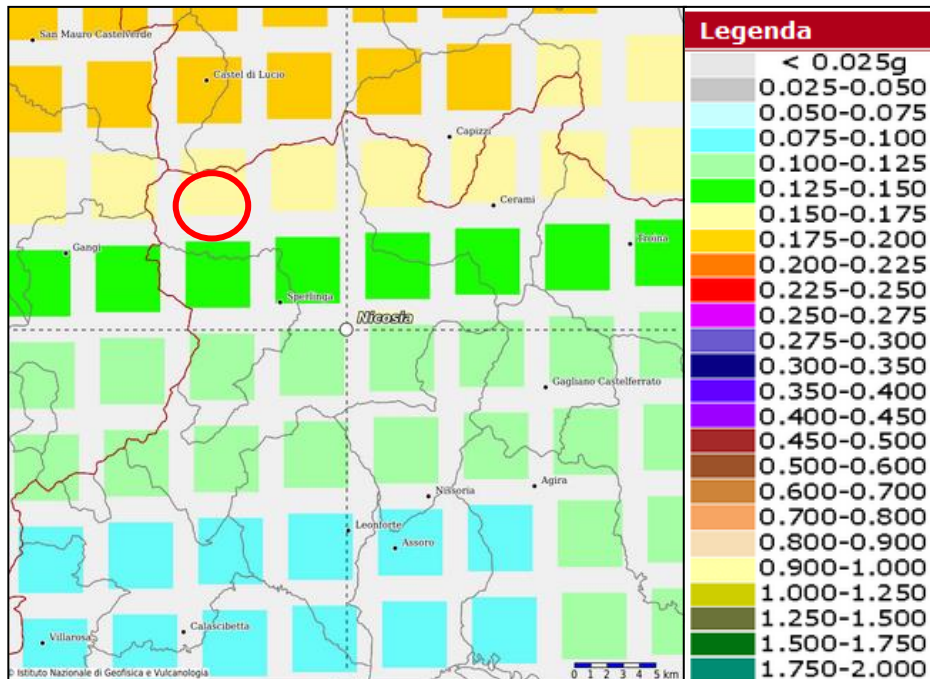 San Mauro Castelverde
Castel di Lucio
Capizzi
Cerami
Gangi
Troina
Sperlinga
Nicosia
Gagliano Castelferrato
Agira
Nissoria
Leonforte
Assoro
Calascibetta
Villarosa
© Istituto Nazionale di Geofisica e Vulcanologia
0 1 2 3 4 5 km
Legenda
< 0.025g
0.025-0.050
0.050-0.075
0.075-0.100
0.100-0.125
0.125-0.150
0.150-0.175
0.175-0.200
0.200-0.225
0.225-0.250
0.250-0.275
0.275-0.300
0.300-0.350
0.350-0.400
0.400-0.450
0.450-0.500
0.500-0.600
0.600-0.700
0.700-0.800
0.800-0.900
0.900-1.000
1.000-1.250
1.250-1.500
1.500-1.750
1.750-2.000